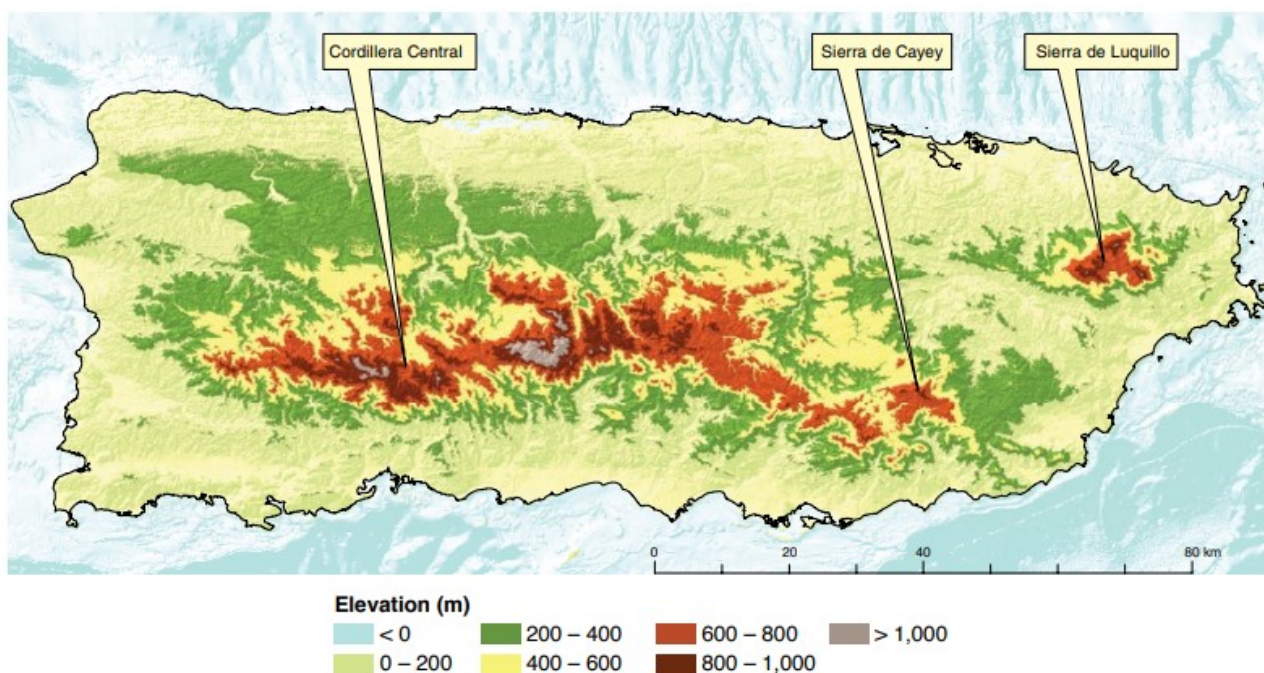 Cordillera Central
Sierra de Cayey
Sierra de Luquillo
0 20 40 80 km
Elevation (m)
< 0
200 – 400
600 – 800
> 1,000
0 – 200
400 – 600
800 – 1,000